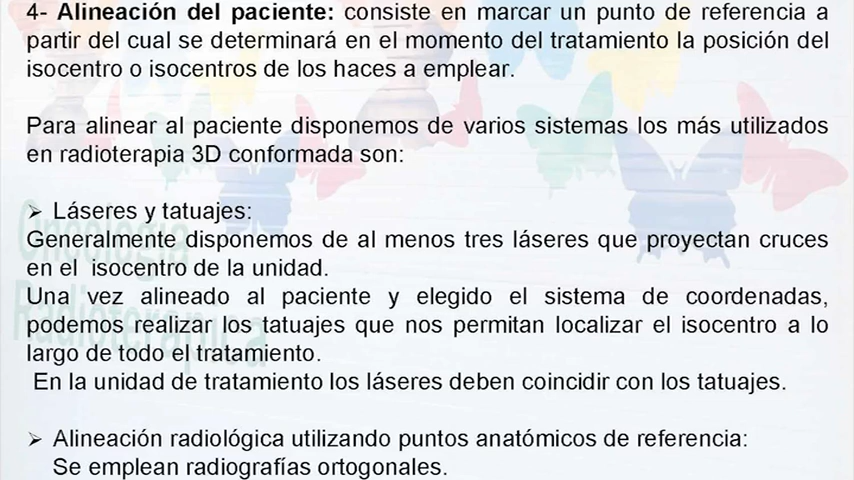 4- Alineación del paciente: consiste en marcar un punto de referencia a
partir del cual se determinará en el momento del tratamiento la posición del
isocentro o isocentros de los haces a emplear.
Para alinear al paciente disponemos de varios sistemas los más utilizados
en radioterapia 3D conformada son:
➢ Láseres y tatuajes:
Generalmente disponemos de al menos tres láseres que proyectan cruces
en el isocentro de la unidad.
Una vez alineado al paciente y elegido el sistema de coordenadas,
podemos realizar los tatuajes que nos permitan localizar el isocentro a lo
largo de todo el tratamiento.
En la unidad de tratamiento los láseres deben coincidir con los tatuajes.
➢ Alineación radiológica utilizando puntos anatómicos de referencia:
Se emplean radiografías ortogonales.
Oncología
Radioterápica